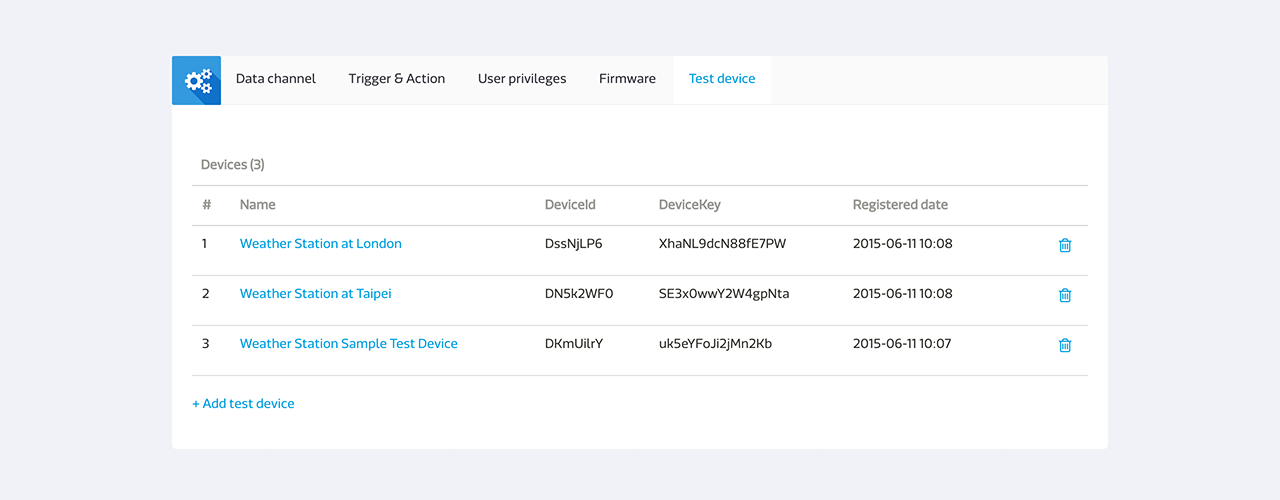 Data channel Trigger & Action User privileges Firmware Test device
Devices (3)
# Name DeviceId DeviceKey Registered date
1 Weather Station at London DssNjLP6 XhaNL9dcN88fE7PW 2015-06-11 10:08
2 Weather Station at Taipei DN5k2WF0 SE3x0wwY2W4gpNta 2015-06-11 10:08
3 Weather Station Sample Test Device DKmUilrY uk5eYFoJi2jMn2Kb 2015-06-11 10:07
+ Add test device